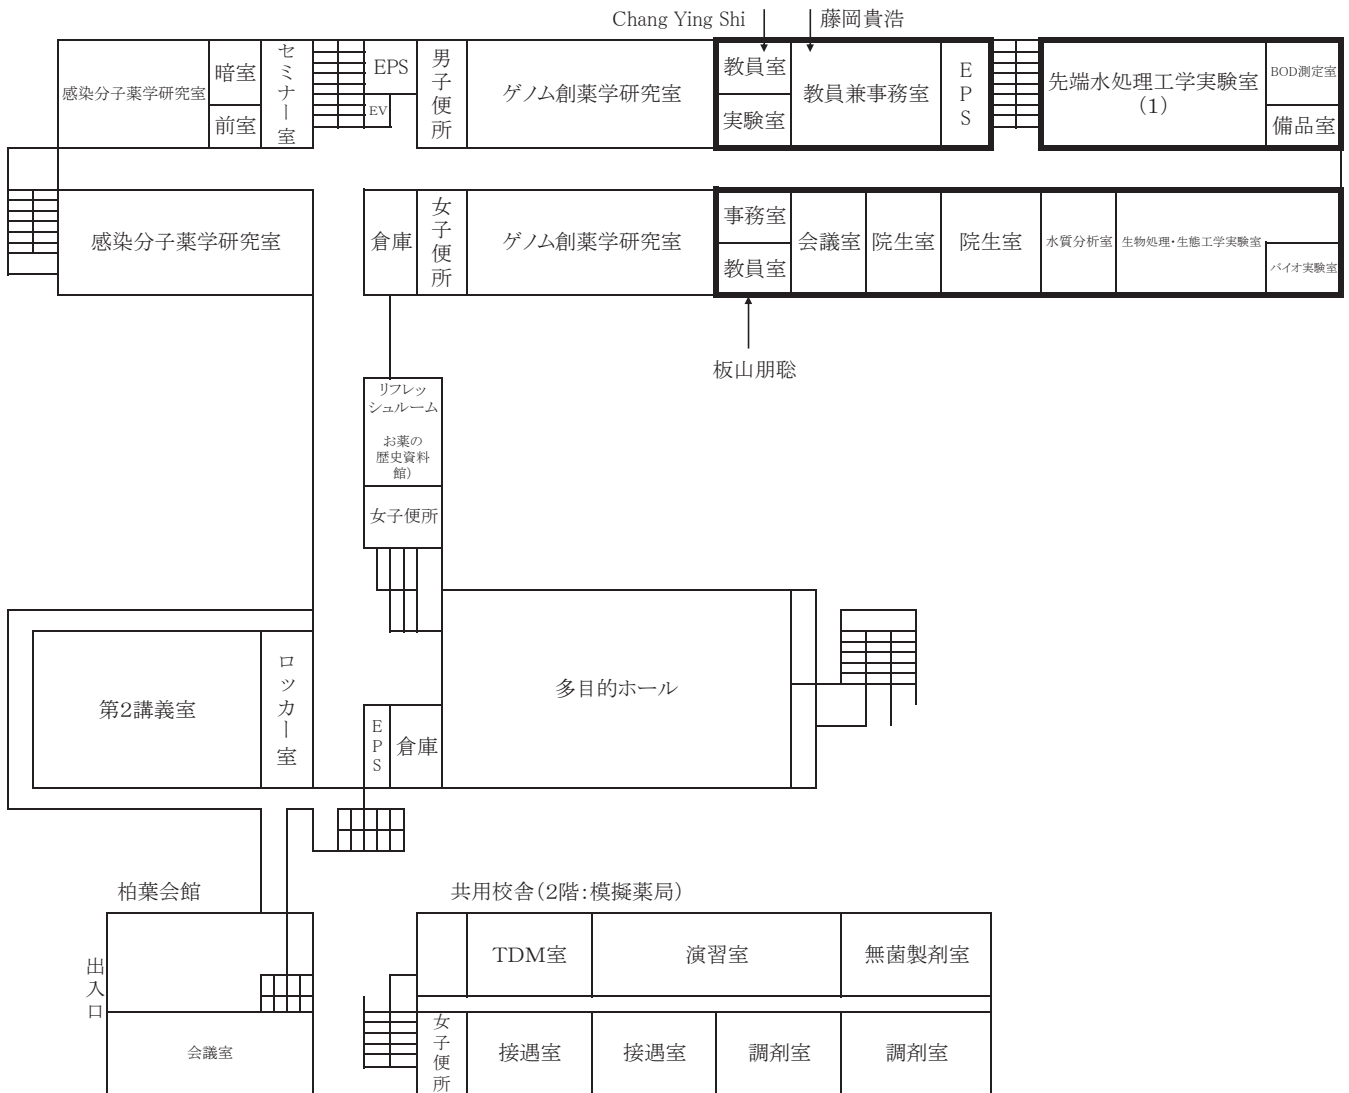 Chang Ying Shi
藤岡貴浩
感染分子薬学研究室
暗室
前室
セミナー室
EPS
EV
男子便所
ゲノム創薬学研究室
教員室
実験室
教員兼事務室
EPS
先端水処理工学実験室
(1)
BOD測定室
備品室
感染分子薬学研究室
倉庫
女子便所
ゲノム創薬学研究室
事務室
教員室
会議室
院生室
院生室
水質分析室
生物処理・生態工学実験室
バイオ実験室
板山朋聡
リフレッ
シュルーム
お薬の
歴史資料
館)
女子便所
第2講義室
ロッカー室
EPS
倉庫
多目的ホール
柏葉会館
出入口
会議室
共用校舎(2階:模擬薬局)
TDM室
演習室
無菌製剤室
女子便所
接遇室
接遇室
調剤室
調剤室